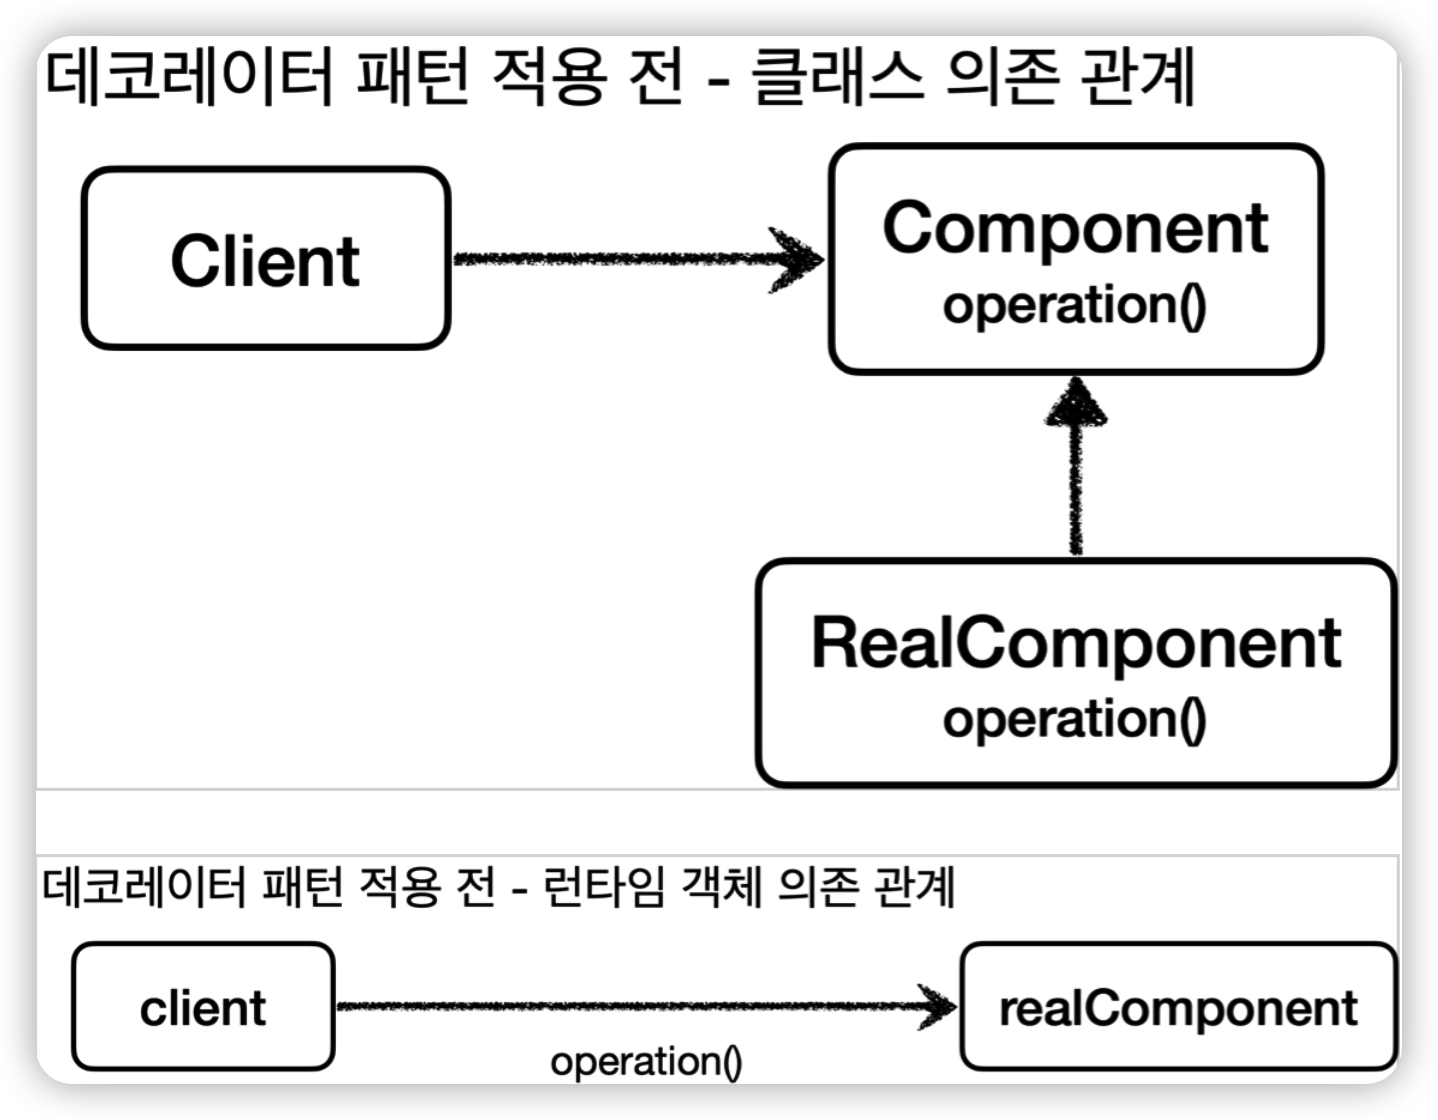 데코레이터 패턴 적용 전 - 클래스 의존 관계
Client
Component
operation()
RealComponent
operation()
데코레이터 패턴 적용 전 - 런타임 객체 의존 관계
client
realComponent
operation()